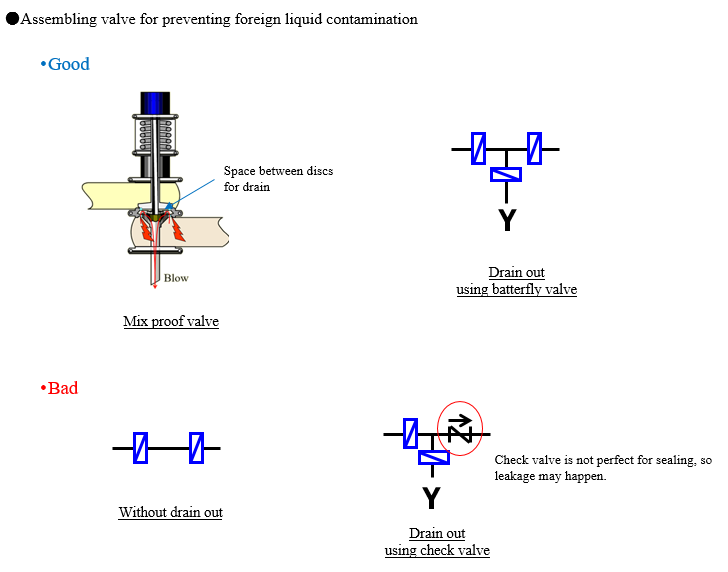 ●Assembling valve for preventing foreign liquid contamination
•Good
Space between discs
for drain
Blow
Mix proof valve
Y
Drain out
using batterfly valve
•Bad
Without drain out
Check valve is not perfect for sealing, so
leakage may happen.
Y
Drain out
using check valve